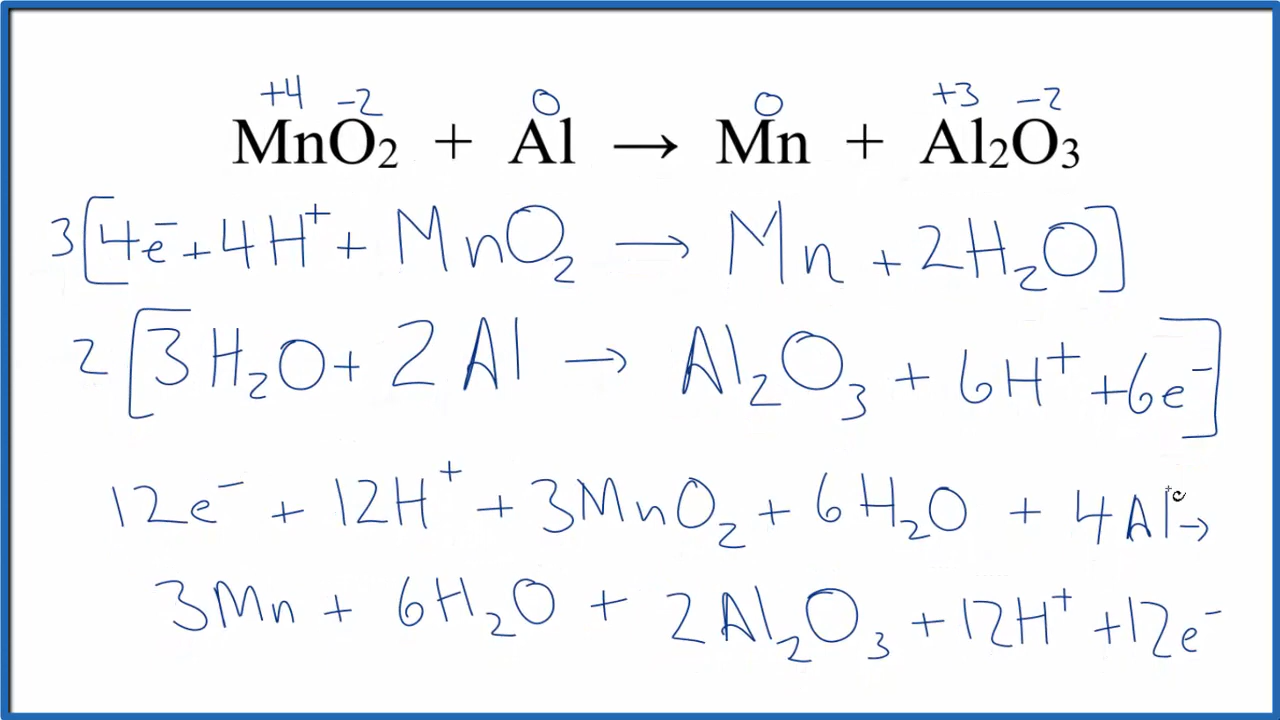 +4 -2 0 0 +3 -2
MnO₂ + Al → Mn + Al₂O₃
3[4e⁻ + 4H⁺ + MnO₂ → Mn + 2H₂O]
2[3H₂O + 2Al → Al₂O₃ + 6H⁺ + 6e⁻]
12e⁻ + 12H⁺ + 3MnO₂ + 6H₂O + 4Al →
3Mn + 6H₂O + 2Al₂O₃ + 12H⁺ + 12e⁻